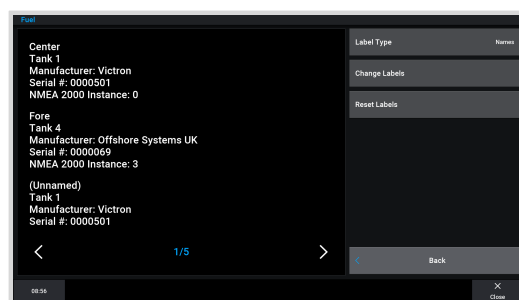 Fuel
Center
Tank 1
Manufacturer: Victron
Serial #: 0000501
NMEA 2000 Instance: 0
Fore
Tank 4
Manufacturer: Offshore Systems UK
Serial #: 0000069
NMEA 2000 Instance: 3
(Unnamed)
Tank 1
Manufacturer: Victron
Serial #: 0000501
1/5
Label Type Names
Change Labels
Reset Labels
Back
08:56
Close